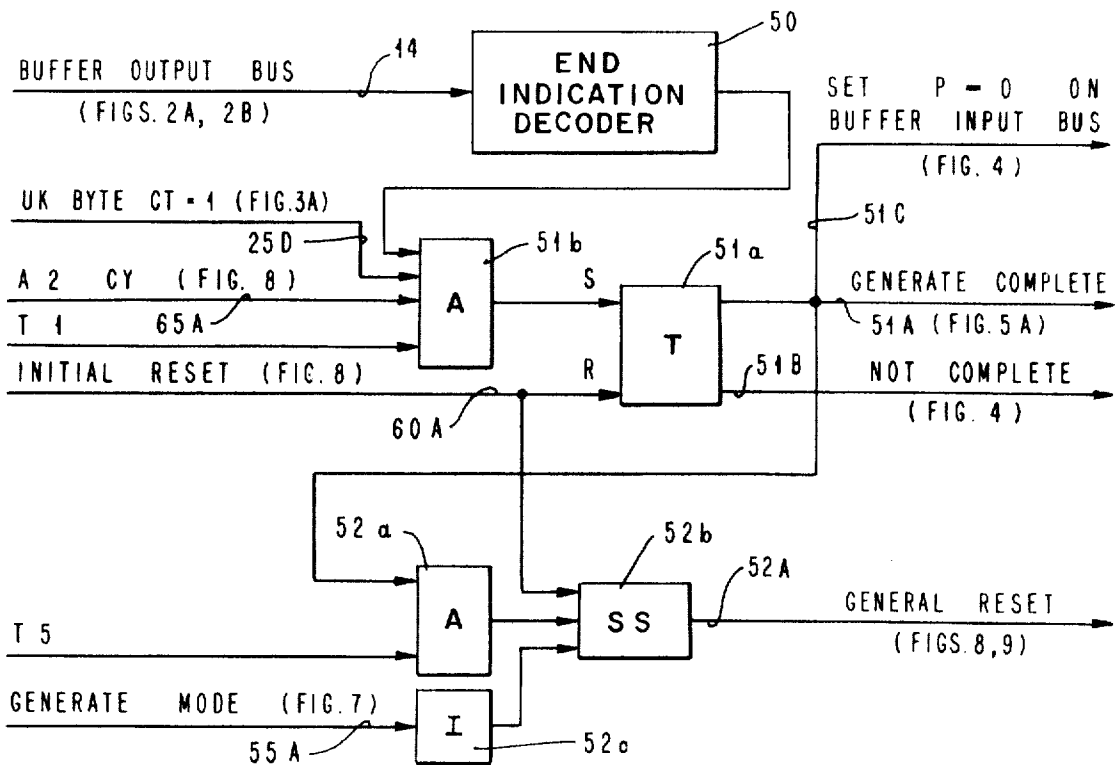 50
14
BUFFER OUTPUT BUS
(FIGS. 2A, 2B)
END
INDICATION
DECODER
SET P = 0 ON
BUFFER INPUT BUS
(FIG. 4)
51C
UK BYTE CT = 1 (FIG.3A)
25D
51b
51a
A 2 CY (FIG. 8)
65A
A
S
T
GENERATE COMPLETE
51A (FIG. 5A)
T 1
INITIAL RESET (FIG. 8)
R
51B
NOT COMPLETE
(FIG. 4)
60A
52a
52b
52A
A
SS
GENERAL RESET
(FIGS. 8,9)
T 5
GENERATE MODE (FIG. 7)
I
55A
52c